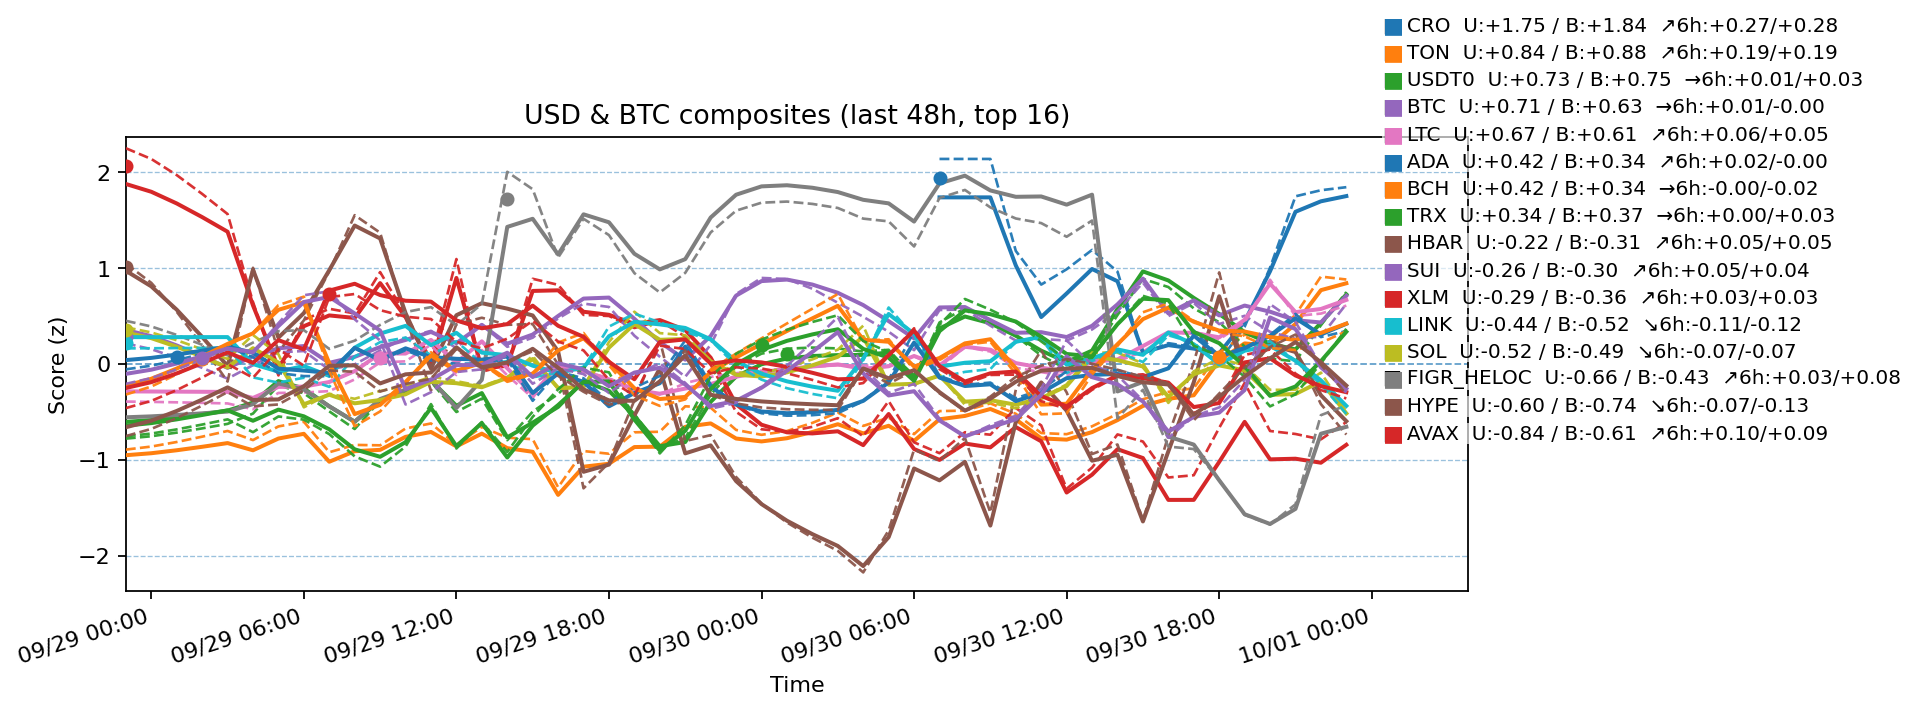 CRO  U:+1.75 / B:+1.84  ↗6h:+0.27/+0.28
TON  U:+0.84 / B:+0.88  ↗6h:+0.19/+0.19
USDT0  U:+0.73 / B:+0.75  →6h:+0.01/+0.03
BTC  U:+0.71 / B:+0.63  →6h:+0.01/-0.00
LTC  U:+0.67 / B:+0.61  ↗6h:+0.06/+0.05
ADA  U:+0.42 / B:+0.34  ↗6h:+0.02/-0.00
BCH  U:+0.42 / B:+0.34  →6h:-0.00/-0.02
TRX  U:+0.34 / B:+0.37  →6h:+0.00/+0.03
HBAR  U:-0.22 / B:-0.31  ↗6h:+0.05/+0.05
SUI  U:-0.26 / B:-0.30  ↗6h:+0.05/+0.04
XLM  U:-0.29 / B:-0.36  ↗6h:+0.03/+0.03
LINK  U:-0.44 / B:-0.52  ↘6h:-0.11/-0.12
SOL  U:-0.52 / B:-0.49  ↘6h:-0.07/-0.07
FIGR_HELOC  U:-0.66 / B:-0.43  ↗6h:+0.03/+0.08
HYPE  U:-0.60 / B:-0.74  ↘6h:-0.07/-0.13
AVAX  U:-0.84 / B:-0.61  ↗6h:+0.10/+0.09
USD & BTC composites (last 48h, top 16)
Score (z)
2
1
0
−1
−2
09/29 00:00
09/29 06:00
09/29 12:00
09/29 18:00
09/30 00:00
09/30 06:00
09/30 12:00
09/30 18:00
10/01 00:00
Time